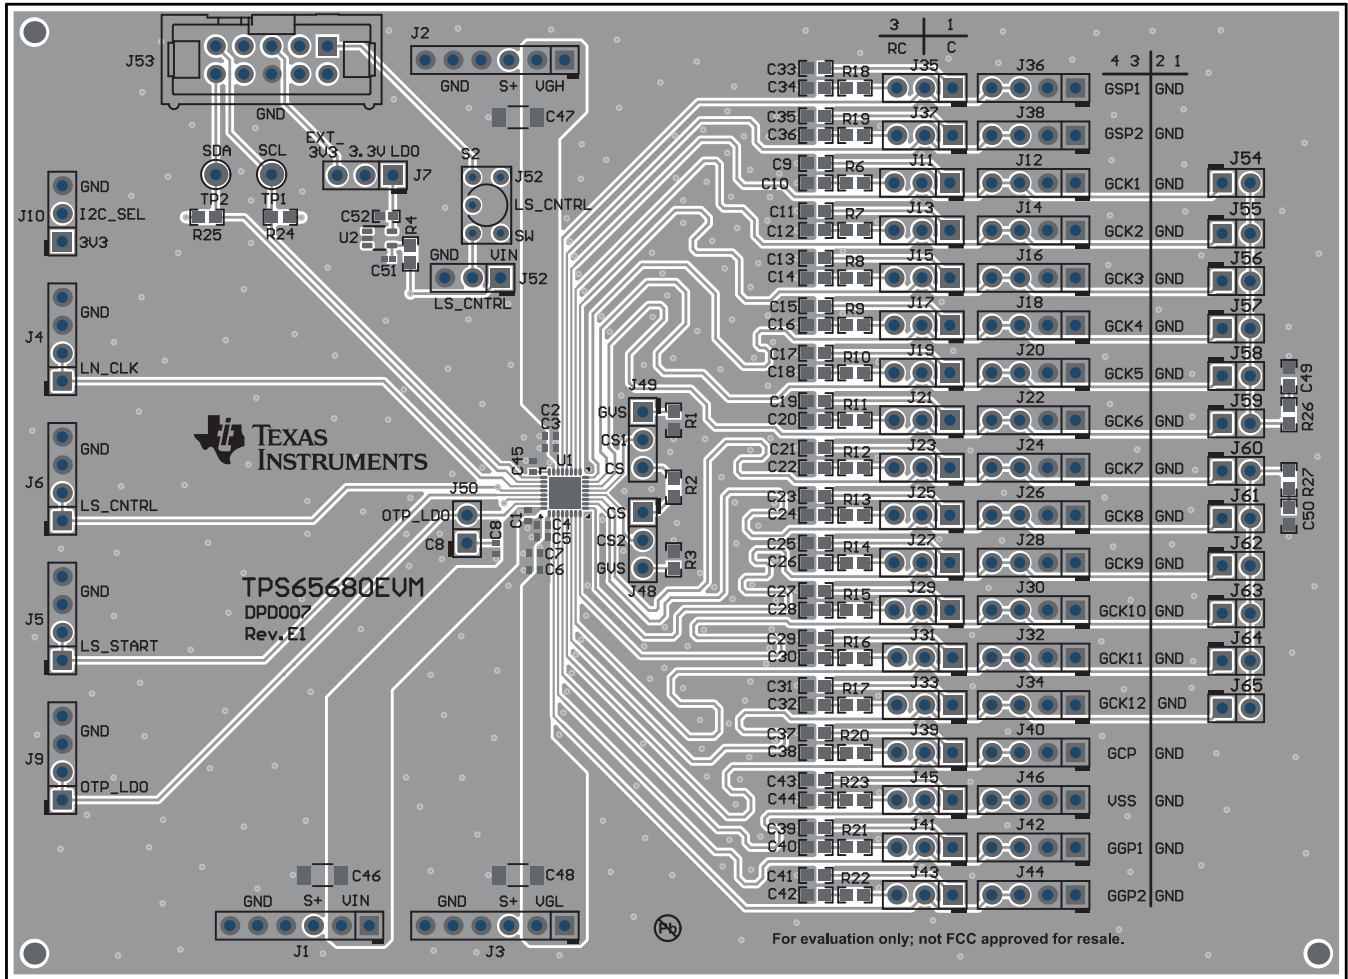 3 1
RC C
J53
J2
GND S+ VGH
C47
GND
EXT_
3V3 3.3V LDO
J7
SDA SCL
TP2 TP1
R25 R24
J10
GND
I2C_SEL
3V3
C52
U2
C51
R4
S2
J52
LS_CNTRL
SW
GND VIN
J52
LS_CNTRL
J4
GND
LN_CLK
TEXAS
INSTRUMENTS
J6
GND
LS_CNTRL
J50
OTP_LDO
C8
C8
C2
C3
C45
U1
C1
C4
C5
C7
C6
J49
GVS
CS1
CS
R1
R2
CS
CS2
GVS
R3
J48
TPS65680EVM
DPD007
Rev.E1
J5
GND
LS_START
J9
GND
OTP_LDO
C46
GND S+ VIN
J1
C48
GND S+ VGL
J3
Pb
4 3 2 1
C33 R18 J35 J36
C34 GSP1 GND
C35 R19 J37 J38
C36 GSP2 GND
C9 R6 J11 J12 J54
C10 GCK1 GND
C11 R7 J13 J14 J55
C12 GCK2 GND
C13 R8 J15 J16 J56
C14 GCK3 GND
C15 R9 J17 J18 J57
C16 GCK4 GND
C17 R10 J19 J20 J58
C18 GCK5 GND
C49
C19 R11 J21 J22 J59
C20 GCK6 GND
R26
C21 R12 J23 J24 J60
C22 GCK7 GND
R27
C23 R13 J25 J26 J61
C24 GCK8 GND
C50
C25 R14 J27 J28 J62
C26 GCK9 GND
C27 R15 J29 J30 J63
C28 GCK10 GND
C29 R16 J31 J32 J64
C30 GCK11 GND
C31 R17 J33 J34 J65
C32 GCK12 GND
C37 R20 J39 J40
C38 GCP GND
C43 R23 J45 J46
C44 VSS GND
C39 R21 J41 J42
C40 GGP1 GND
C41 R22 J43 J44
C42 GGP2 GND
For evaluation only; not FCC approved for resale.